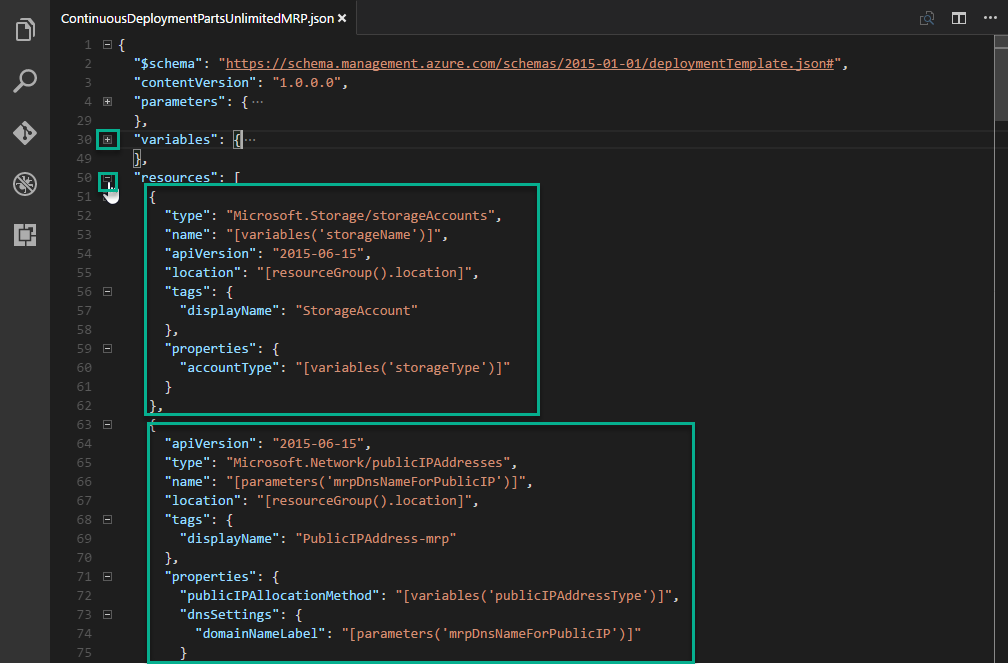 ContinuousDeploymentPartsUnlimitedMRP.json ×
1 {
2 "$schema": "https://schema.management.azure.com/schemas/2015-01-01/deploymentTemplate.json#",
3 "contentVersion": "1.0.0.0",
4 "parameters": { ...
29 },
30 "variables": { ...
49 },
50 "resources": [
51 {
52 "type": "Microsoft.Storage/storageAccounts",
53 "name": "[variables('storageName')]",
54 "apiVersion": "2015-06-15",
55 "location": "[resourceGroup().location]",
56 "tags": {
57 "displayName": "StorageAccount"
58 },
59 "properties": {
60 "accountType": "[variables('storageType')]"
61 }
62 },
63 {
64 "apiVersion": "2015-06-15",
65 "type": "Microsoft.Network/publicIPAddresses",
66 "name": "[parameters('mrpDnsNameForPublicIP')]",
67 "location": "[resourceGroup().location]",
68 "tags": {
69 "displayName": "PublicIPAddress-mrp"
70 },
71 "properties": {
72 "publicIPAllocationMethod": "[variables('publicIPAddressType')]",
73 "dnsSettings": {
74 "domainNameLabel": "[parameters('mrpDnsNameForPublicIP')]"
75 }